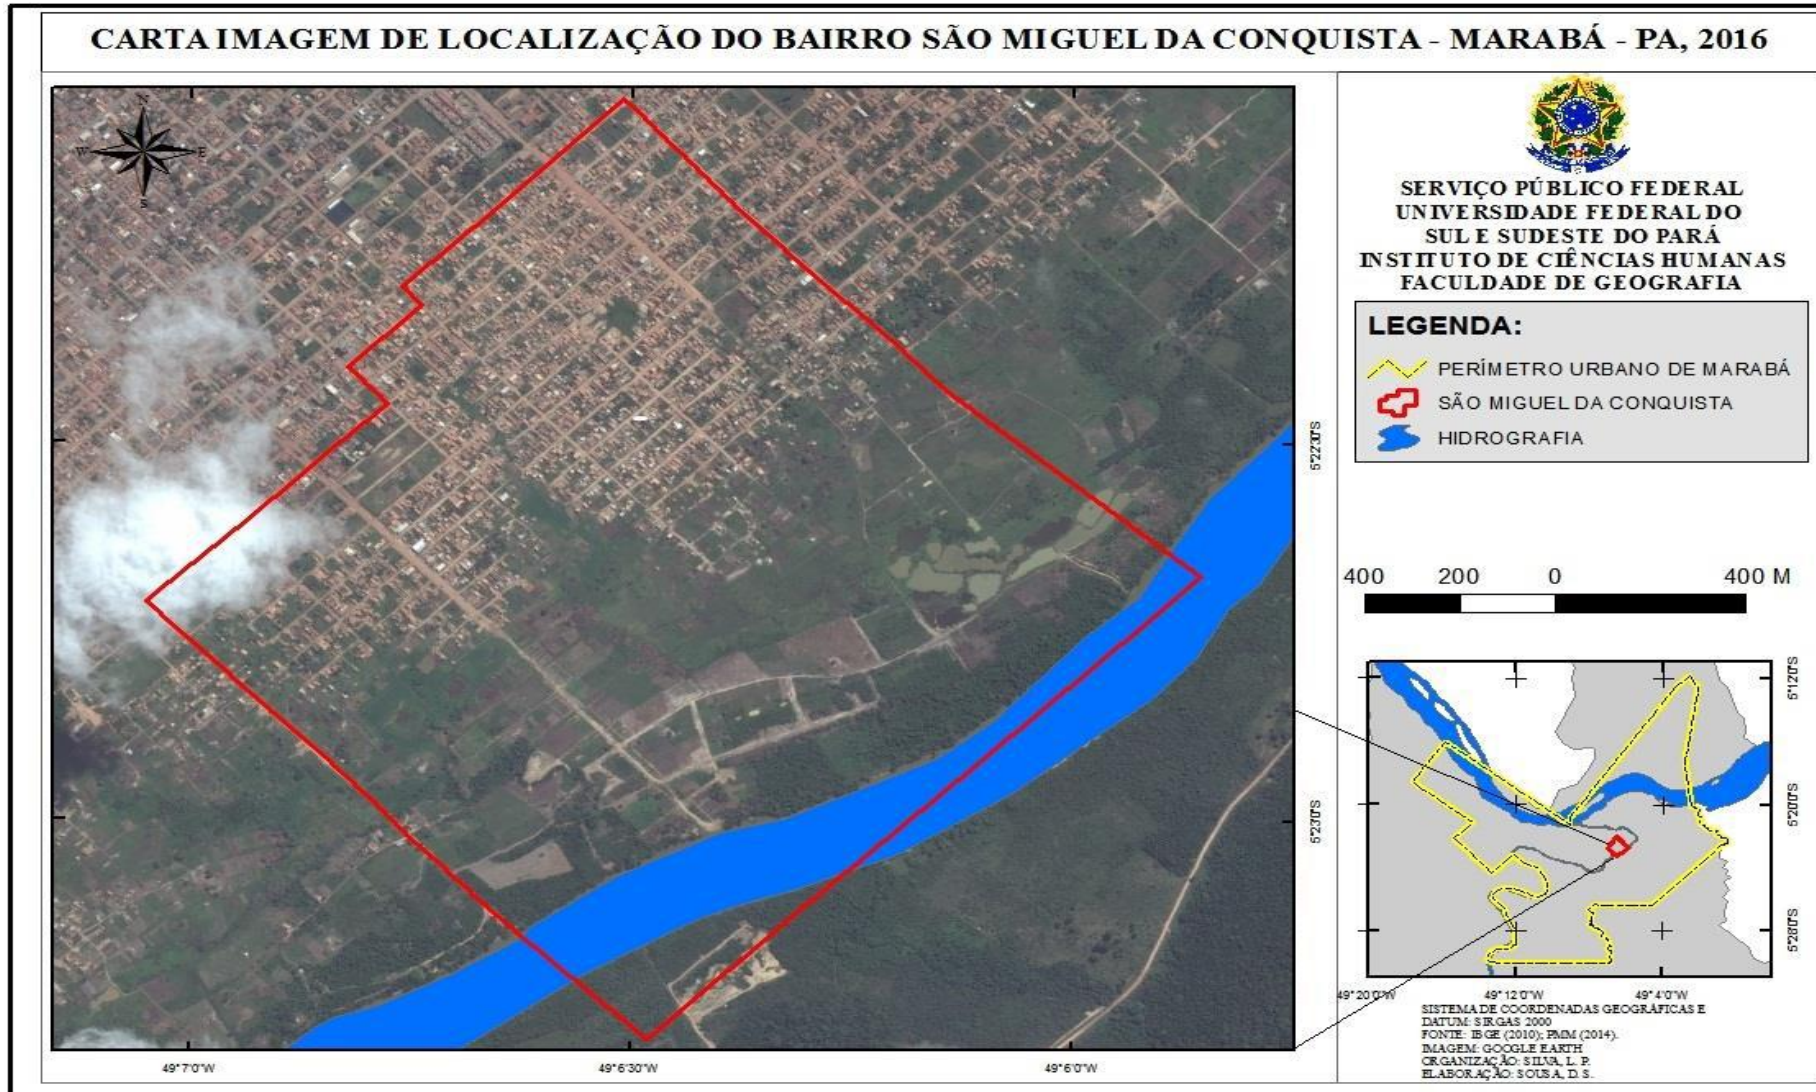 CARTA IMAGEM DE LOCALIZAÇÃO DO BAIRRO SÃO MIGUEL DA CONQUISTA - MARABÁ - PA, 2016
N
W
E
S
49°7'0"W
49°6'30"W
49°6'0"W
5°22'30"S
5°23'0"S
SERVIÇO PÚBLICO FEDERAL
UNIVERSIDADE FEDERAL DO
SUL E SUDESTE DO PARÁ
INSTITUTO DE CIÊNCIAS HUMANAS
FACULDADE DE GEOGRAFIA
LEGENDA:
PERÍMETRO URBANO DE MARABÁ
SÃO MIGUEL DA CONQUISTA
HIDROGRAFIA
400 200 0 400 M
5°12'0"S
5°20'0"S
5°28'0"S
49°20'0"W
49°12'0"W
49°4'0"W
SISTEMA DE COORDENADAS GEOGRÁFICAS E
DATUM: SIRGAS 2000
FONTE: IBGE (2010); PMM (2014).
IMAGEM: GOOGLE EARTH
ORGANIZAÇÃO: SILVA, L. P.
ELABORAÇÃO: SOUSA, D. S.